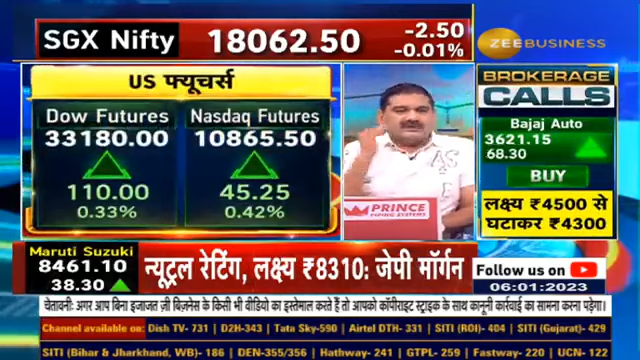 SGX Nifty 18062.50 -2.50
-0.01%
ZEE BUSINESS
US फ्यूचर्स
Dow Futures
33180.00
110.00
0.33%
Nasdaq Futures
10865.50
45.25
0.42%
PRINCE
PIPING SYSTEMS
BROKERAGE
CALLS
Bajaj Auto
3621.15
68.30
BUY
लक्ष्य ₹4500 से
घटाकर ₹4300
Maruti Suzuki
8461.10
38.30
न्यूट्रल रेटिंग, लक्ष्य ₹8310: जेपी मॉर्गन
Follow us on
06:01:2023
चेतावनी: अगर आप बिना इजाजत ज़ी बिज़नेस के किसी भी वीडियो का इस्तेमाल करते हैं तो आपको कॉपीराइट स्ट्राइक के साथ कानूनी कार्रवाई का सामना करना पड़ेगा.
Channel available on: Dish TV- 731 | D2H-343 | Tata Sky-590 | Airtel DTH- 331 | SITI (ROI) - 404 | SITI (Gujarat) - 429
SITI (Bihar & Jharkhand, WB) - 186 | DEN-355/356 | Hathway- 241 | GTPL- 259 | Fastway- 220 | UCN- 122